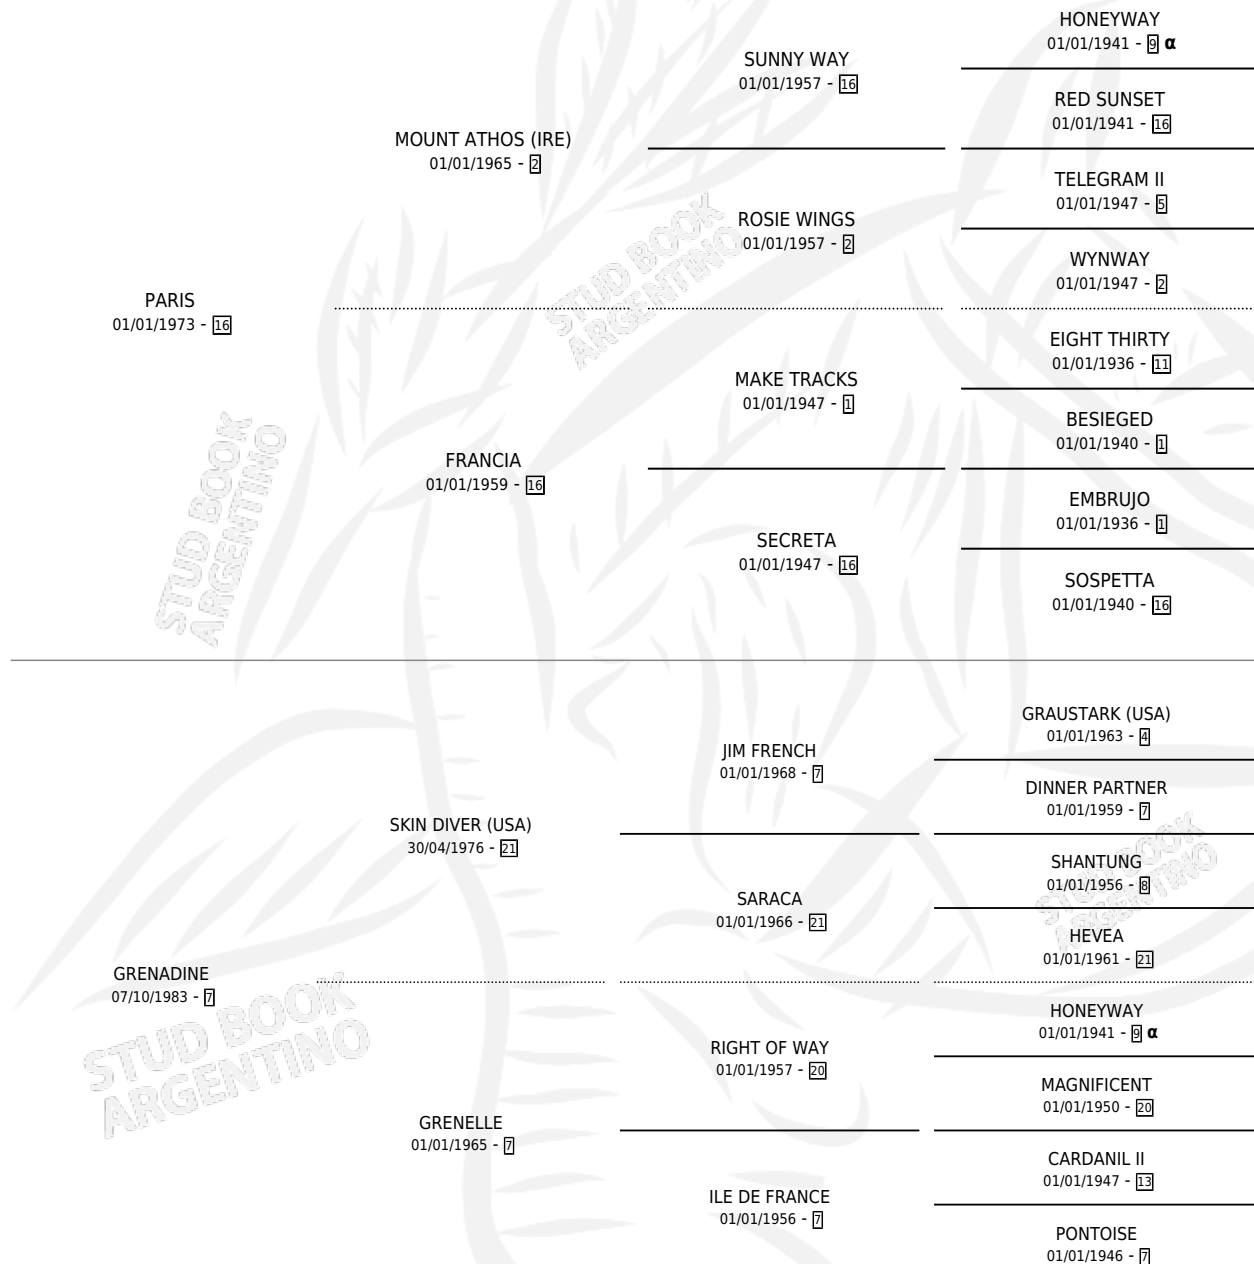 HONEYWAY
01/01/1941 - 9 α
SUNNY WAY
01/01/1957 - 16
RED SUNSET
01/01/1941 - 16
MOUNT ATHOS (IRE)
01/01/1965 - 2
TELEGRAM II
01/01/1947 - 5
ROSIE WINGS
01/01/1957 - 2
WYNWAY
01/01/1947 - 2
PARIS
01/01/1973 - 16
EIGHT THIRTY
01/01/1936 - 11
MAKE TRACKS
01/01/1947 - 1
BESIEGED
01/01/1940 - 1
FRANCIA
01/01/1959 - 16
EMBRUJO
01/01/1936 - 1
SECRETA
01/01/1947 - 16
SOSPETTA
01/01/1940 - 16
GRAUSTARK (USA)
01/01/1963 - 4
JIM FRENCH
01/01/1968 - 7
DINNER PARTNER
01/01/1959 - 7
SKIN DIVER (USA)
30/04/1976 - 21
SHANTUNG
01/01/1956 - 8
SARACA
01/01/1966 - 21
HEVEA
01/01/1961 - 21
GRENADINE
07/10/1983 - 7
HONEYWAY
01/01/1941 - 9 α
RIGHT OF WAY
01/01/1957 - 20
MAGNIFICENT
01/01/1950 - 20
GRENELLE
01/01/1965 - 7
CARDANIL II
01/01/1947 - 13
ILE DE FRANCE
01/01/1956 - 7
PONTOISE
01/01/1946 - 7
STUD BOOK
ARGENTINO
STUD BOOK
ARGENTINO
STUD BOOK
ARGENTINO
STUD BOOK
ARGENTINO